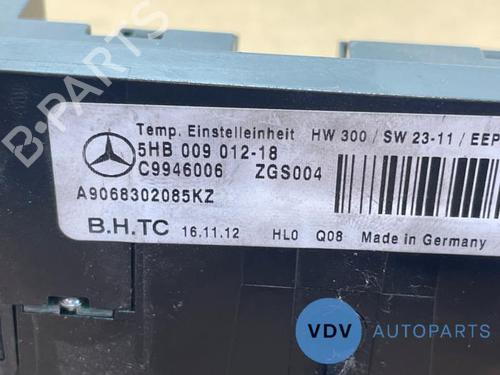 B-PARTS
Temp. Einstelleinheit HW 300 / SW 23-11 / EEP
5HB 009 012-18
C9946006 ZGS004
A9068302085KZ
B.H.TC 16.11.12 HL0 Q08 Made in Germany
VDV AUTOPARTS